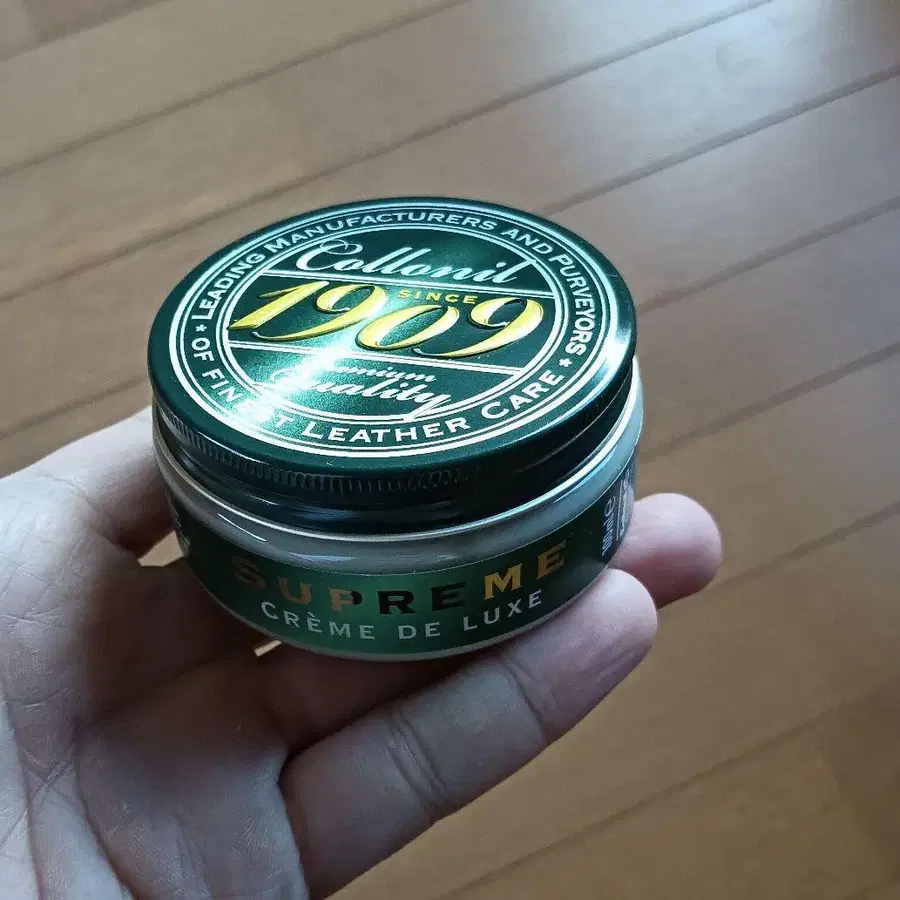 LEADING MANUFACTURERS AND PURVEYORS
Collonil
SINCE
1909
Premium
Quality
* OF FINEST LEATHER CARE *
SUPREME
CRÈME DE LUXE